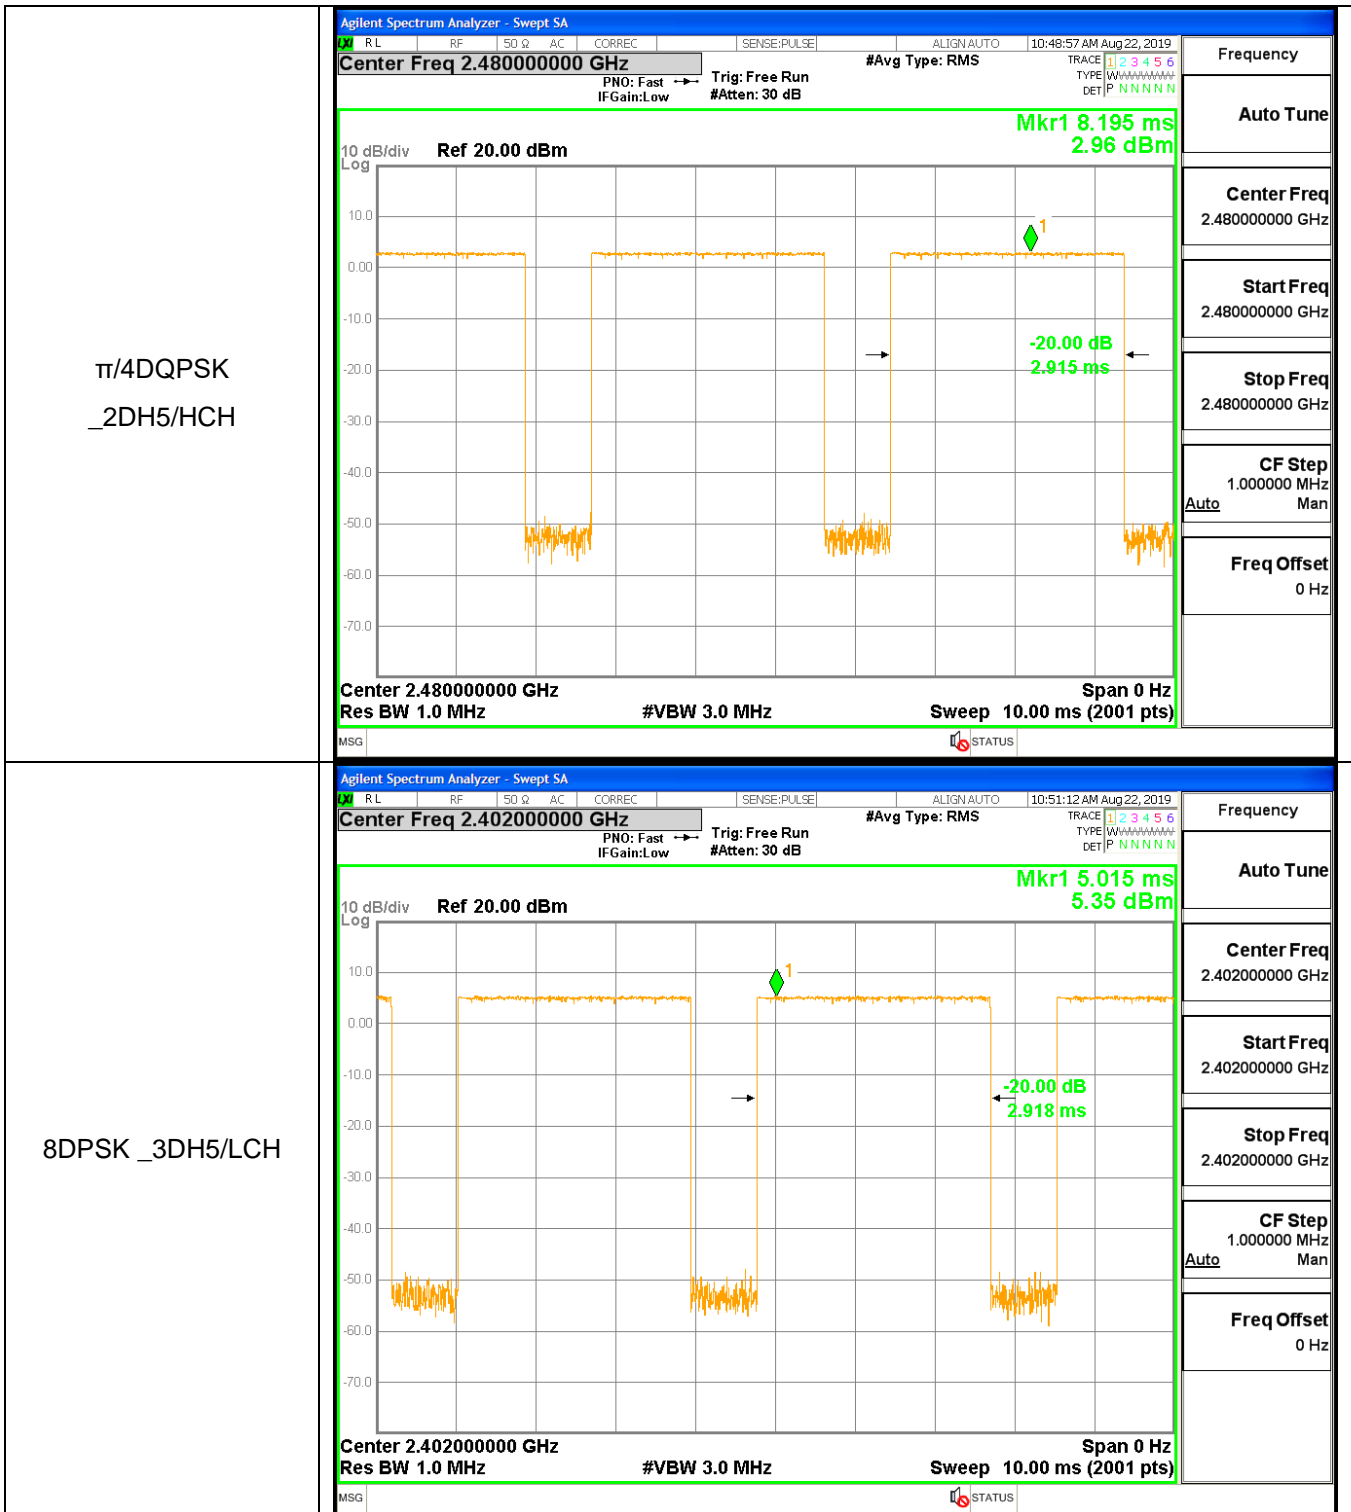 π/4DQPSK
_2DH5/HCH
Agilent Spectrum Analyzer - Swept SA
LXI RL RF 50 Ω AC CORREC SENSE:PULSE ALIGN AUTO 10:48:57 AM Aug 22, 2019
Center Freq 2.480000000 GHz #Avg Type: RMS TRACE 1 2 3 4 5 6
PNO: Fast Trig: Free Run TYPE
IFGain:Low #Atten: 30 dB DET P N N N N N
Mkr1 8.195 ms
2.96 dBm
10 dB/div Ref 20.00 dBm
Log
10.0
1
0.00
-10.0
-20.00 dB
-20.0
2.915 ms
-30.0
-40.0
-50.0
-60.0
-70.0
Center 2.480000000 GHz Span 0 Hz
Res BW 1.0 MHz #VBW 3.0 MHz Sweep 10.00 ms (2001 pts)
MSG STATUS
Frequency
Auto Tune
Center Freq
2.480000000 GHz
Start Freq
2.480000000 GHz
Stop Freq
2.480000000 GHz
CF Step
1.000000 MHz
Auto Man
Freq Offset
0 Hz
8DPSK _3DH5/LCH
Agilent Spectrum Analyzer - Swept SA
LXI RL RF 50 Ω AC CORREC SENSE:PULSE ALIGN AUTO 10:51:12 AM Aug 22, 2019
Center Freq 2.402000000 GHz #Avg Type: RMS TRACE 1 2 3 4 5 6
PNO: Fast Trig: Free Run TYPE
IFGain:Low #Atten: 30 dB DET P N N N N N
Mkr1 5.015 ms
5.35 dBm
10 dB/div Ref 20.00 dBm
Log
10.0
1
0.00
-10.0
-20.00 dB
2.918 ms
-20.0
-30.0
-40.0
-50.0
-60.0
-70.0
Center 2.402000000 GHz Span 0 Hz
Res BW 1.0 MHz #VBW 3.0 MHz Sweep 10.00 ms (2001 pts)
MSG STATUS
Frequency
Auto Tune
Center Freq
2.402000000 GHz
Start Freq
2.402000000 GHz
Stop Freq
2.402000000 GHz
CF Step
1.000000 MHz
Auto Man
Freq Offset
0 Hz